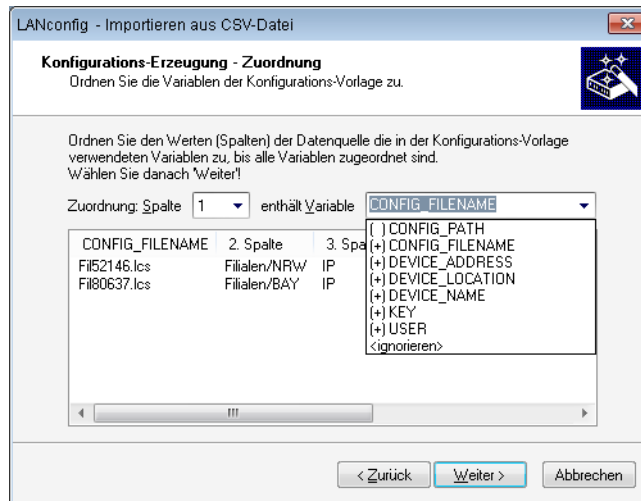 LANconfig - Importieren aus CSV-Datei
Konfigurations-Erzeugung - Zuordnung
Ordnen Sie die Variablen der Konfigurations-Vorlage zu.
Ordnen Sie den Werten (Spalten) der Datenquelle die in der Konfigurations-Vorlage
verwendeten Variablen zu, bis alle Variablen zugeordnet sind.
Wählen Sie danach 'Weiter'!
Zuordnung: Spalte 1 enthält Variable CONFIG_FILENAME
( ) CONFIG_PATH
(+) CONFIG_FILENAME
(+) DEVICE_ADDRESS
(+) DEVICE_LOCATION
(+) DEVICE_NAME
(+) KEY
(+) USER
<ignorieren>
CONFIG_FILENAME 2. Spalte 3. Spa
Fil52146.lcs Filialen/NRW IP
Fil80637.lcs Filialen/BAY IP
< Zurück Weiter > Abbrechen